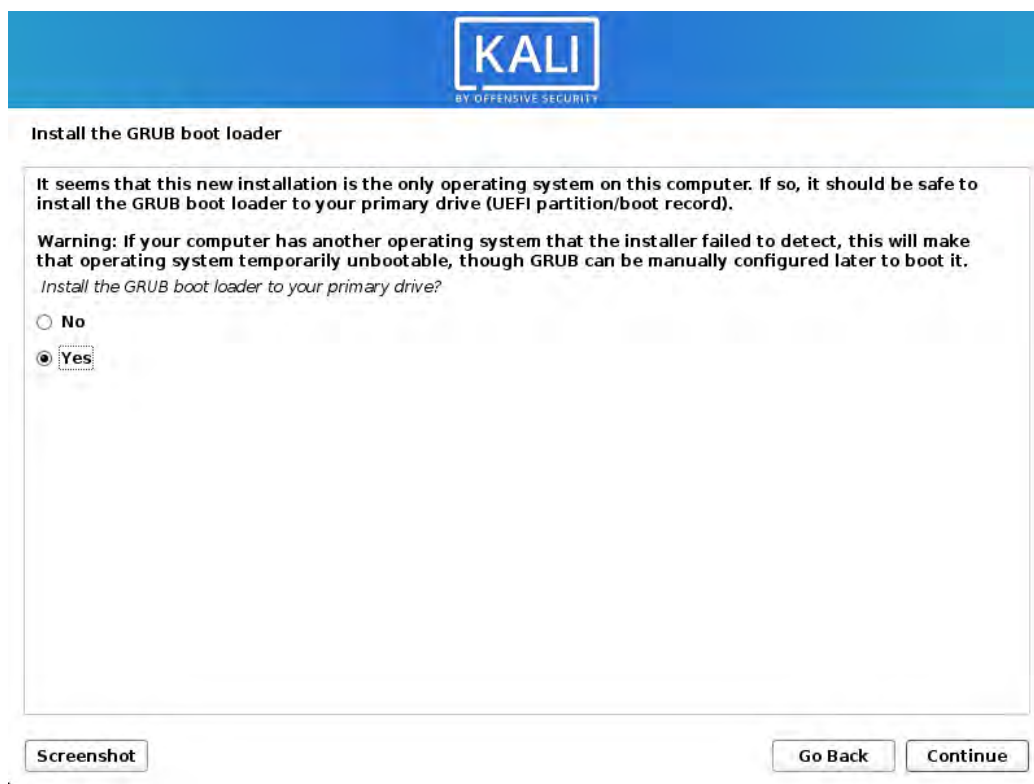 KALI
BY OFFENSIVE SECURITY
Install the GRUB boot loader
It seems that this new installation is the only operating system on this computer. If so, it should be safe to
install the GRUB boot loader to your primary drive (UEFI partition/boot record).
Warning: If your computer has another operating system that the installer failed to detect, this will make
that operating system temporarily unbootable, though GRUB can be manually configured later to boot it.
Install the GRUB boot loader to your primary drive?
No
Yes
Screenshot
Go Back
Continue